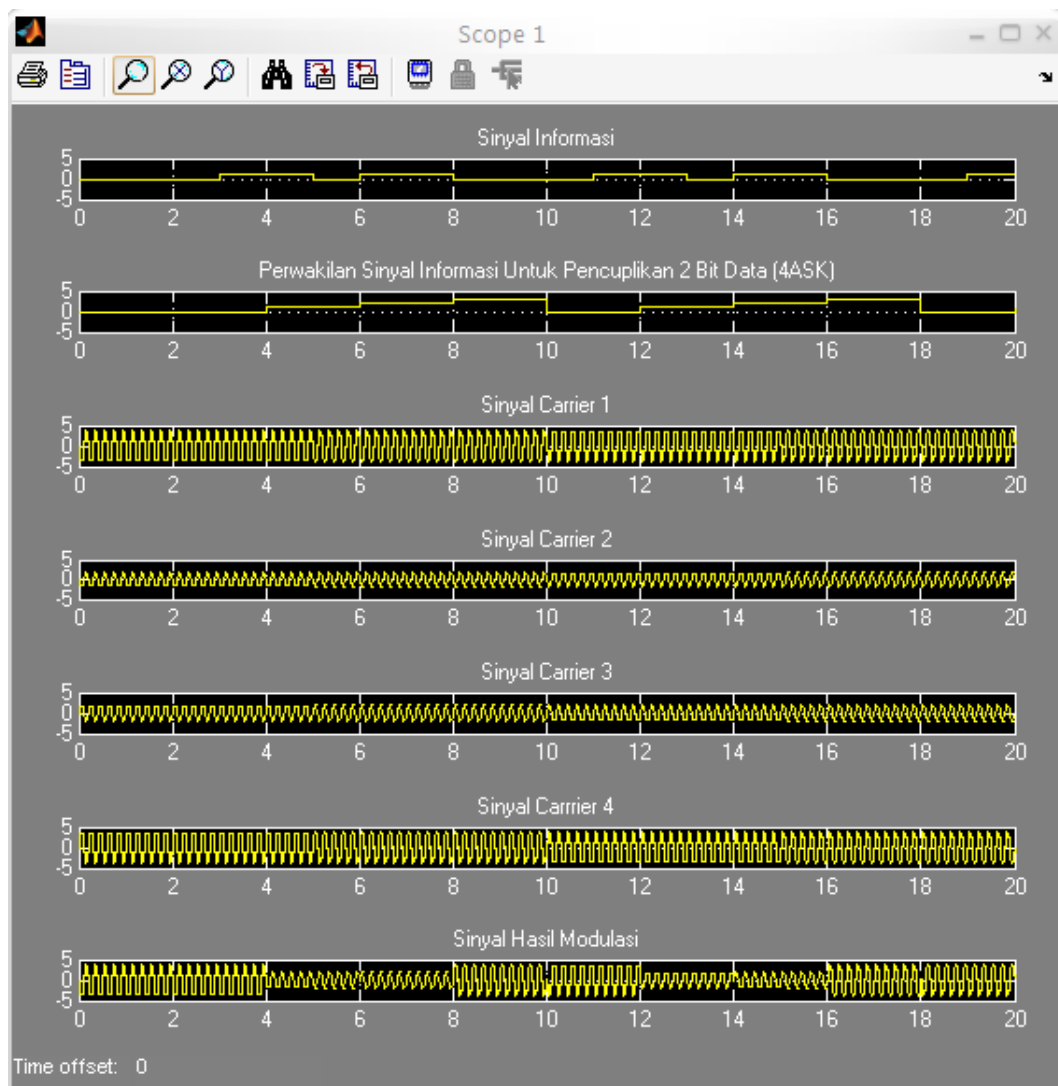 Scope 1
Sinyal Informasi
5
0
-5
0 2 4 6 8 10 12 14 16 18 20
Perwakilan Sinyal Informasi Untuk Pencuplikan 2 Bit Data (4ASK)
5
0
-5
0 2 4 6 8 10 12 14 16 18 20
Sinyal Carrier 1
5
0
-5
0 2 4 6 8 10 12 14 16 18 20
Sinyal Carrier 2
5
0
-5
0 2 4 6 8 10 12 14 16 18 20
Sinyal Carrier 3
5
0
-5
0 2 4 6 8 10 12 14 16 18 20
Sinyal Carrrier 4
5
0
-5
0 2 4 6 8 10 12 14 16 18 20
Sinyal Hasil Modulasi
5
0
-5
0 2 4 6 8 10 12 14 16 18 20
Time offset: 0